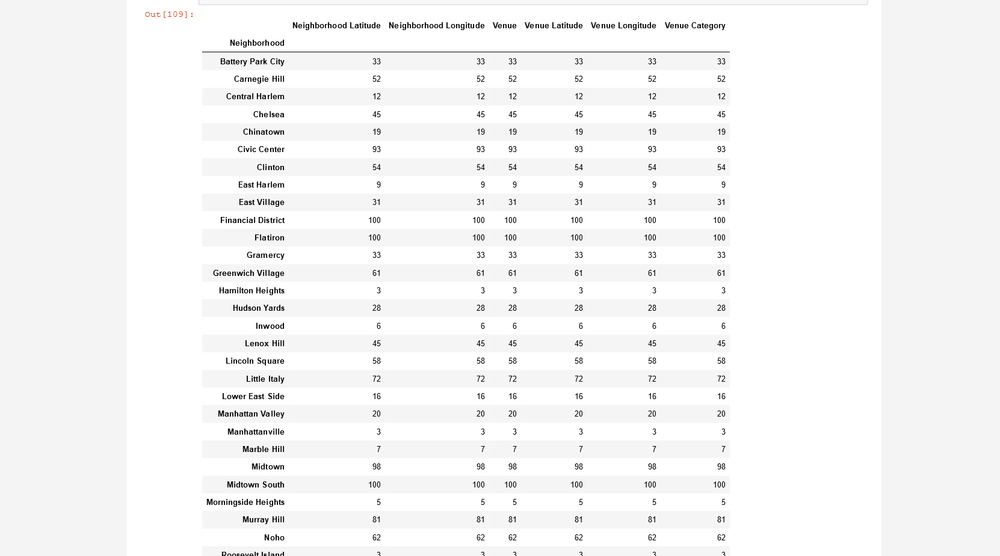 Out[109]:
Neighborhood Latitude Neighborhood Longitude Venue Venue Latitude Venue Longitude Venue Category
Neighborhood
Battery Park City 33 33 33 33 33 33
Carnegie Hill 52 52 52 52 52 52
Central Harlem 12 12 12 12 12 12
Chelsea 45 45 45 45 45 45
Chinatown 19 19 19 19 19 19
Civic Center 93 93 93 93 93 93
Clinton 54 54 54 54 54 54
East Harlem 9 9 9 9 9 9
East Village 31 31 31 31 31 31
Financial District 100 100 100 100 100 100
Flatiron 100 100 100 100 100 100
Gramercy 33 33 33 33 33 33
Greenwich Village 61 61 61 61 61 61
Hamilton Heights 3 3 3 3 3 3
Hudson Yards 28 28 28 28 28 28
Inwood 6 6 6 6 6 6
Lenox Hill 45 45 45 45 45 45
Lincoln Square 58 58 58 58 58 58
Little Italy 72 72 72 72 72 72
Lower East Side 16 16 16 16 16 16
Manhattan Valley 20 20 20 20 20 20
Manhattanville 3 3 3 3 3 3
Marble Hill 7 7 7 7 7 7
Midtown 98 98 98 98 98 98
Midtown South 100 100 100 100 100 100
Morningside Heights 5 5 5 5 5 5
Murray Hill 81 81 81 81 81 81
Noho 62 62 62 62 62 62
Roosevelt Island 3 3 3 3 3 3